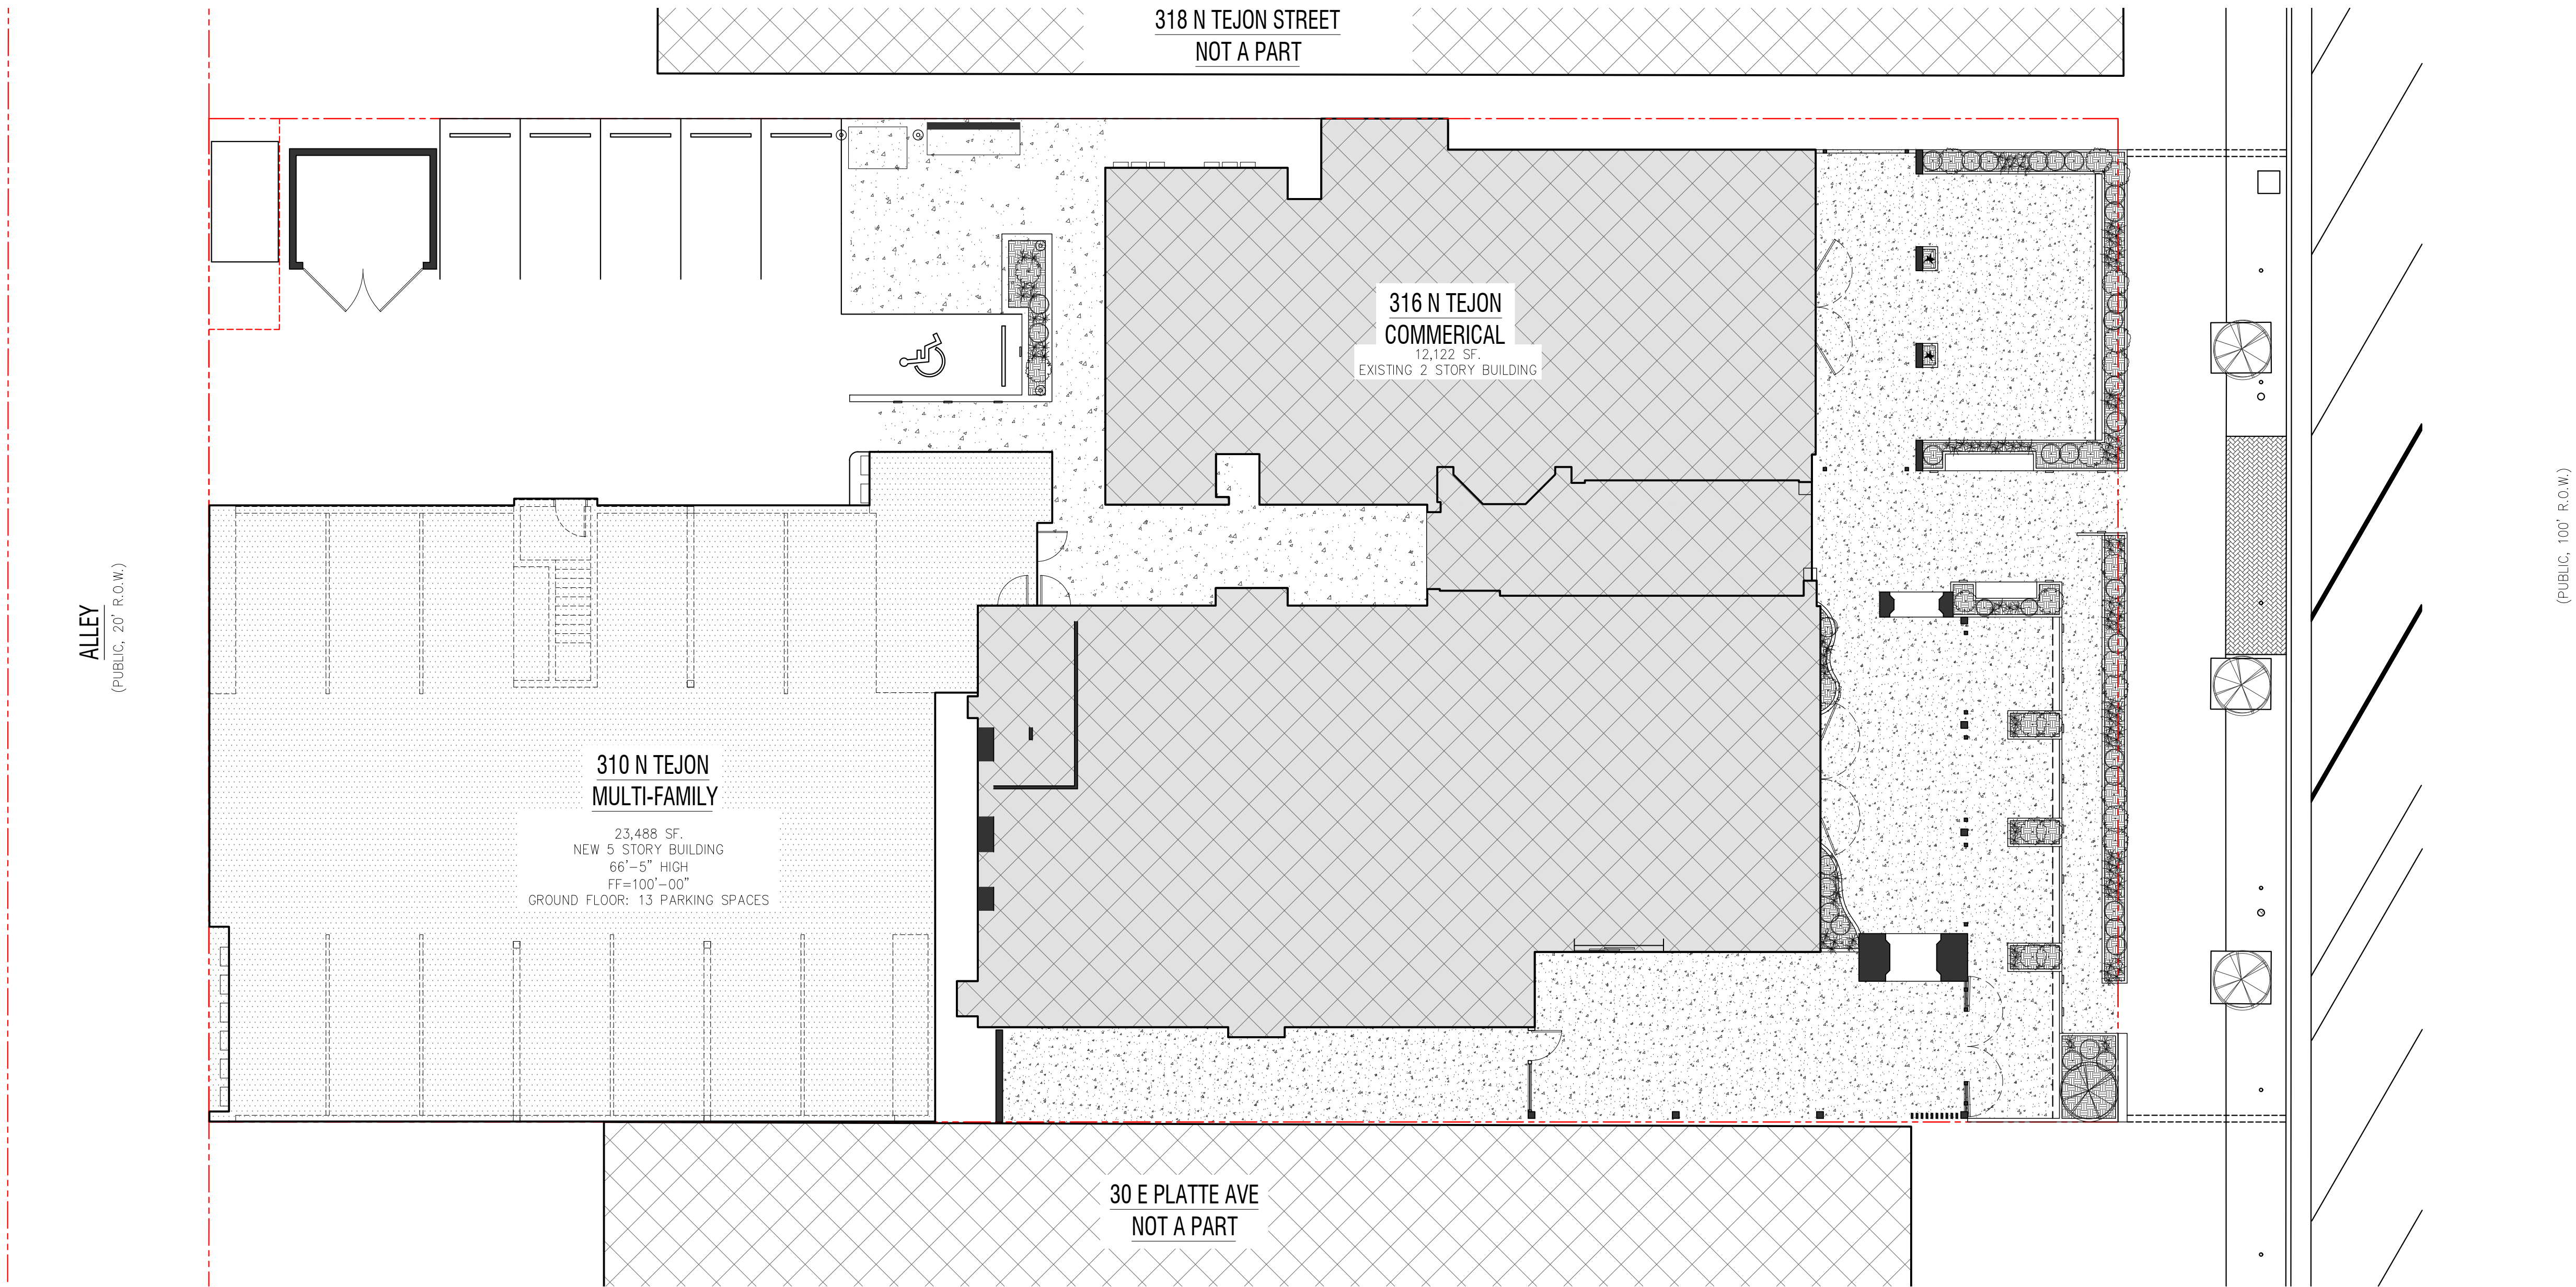 318 N TEJON STREET
NOT A PART
316 N TEJON
COMMERICAL
12,122 SF.
EXISTING 2 STORY BUILDING
ALLEY
(PUBLIC, 20' R.O.W.)
(PUBLIC, 100' R.O.W.)
310 N TEJON
MULTI-FAMILY
23,488 SF.
NEW 5 STORY BUILDING
66'-5" HIGH
FF=100'-00"
GROUND FLOOR: 13 PARKING SPACES
30 E PLATTE AVE
NOT A PART